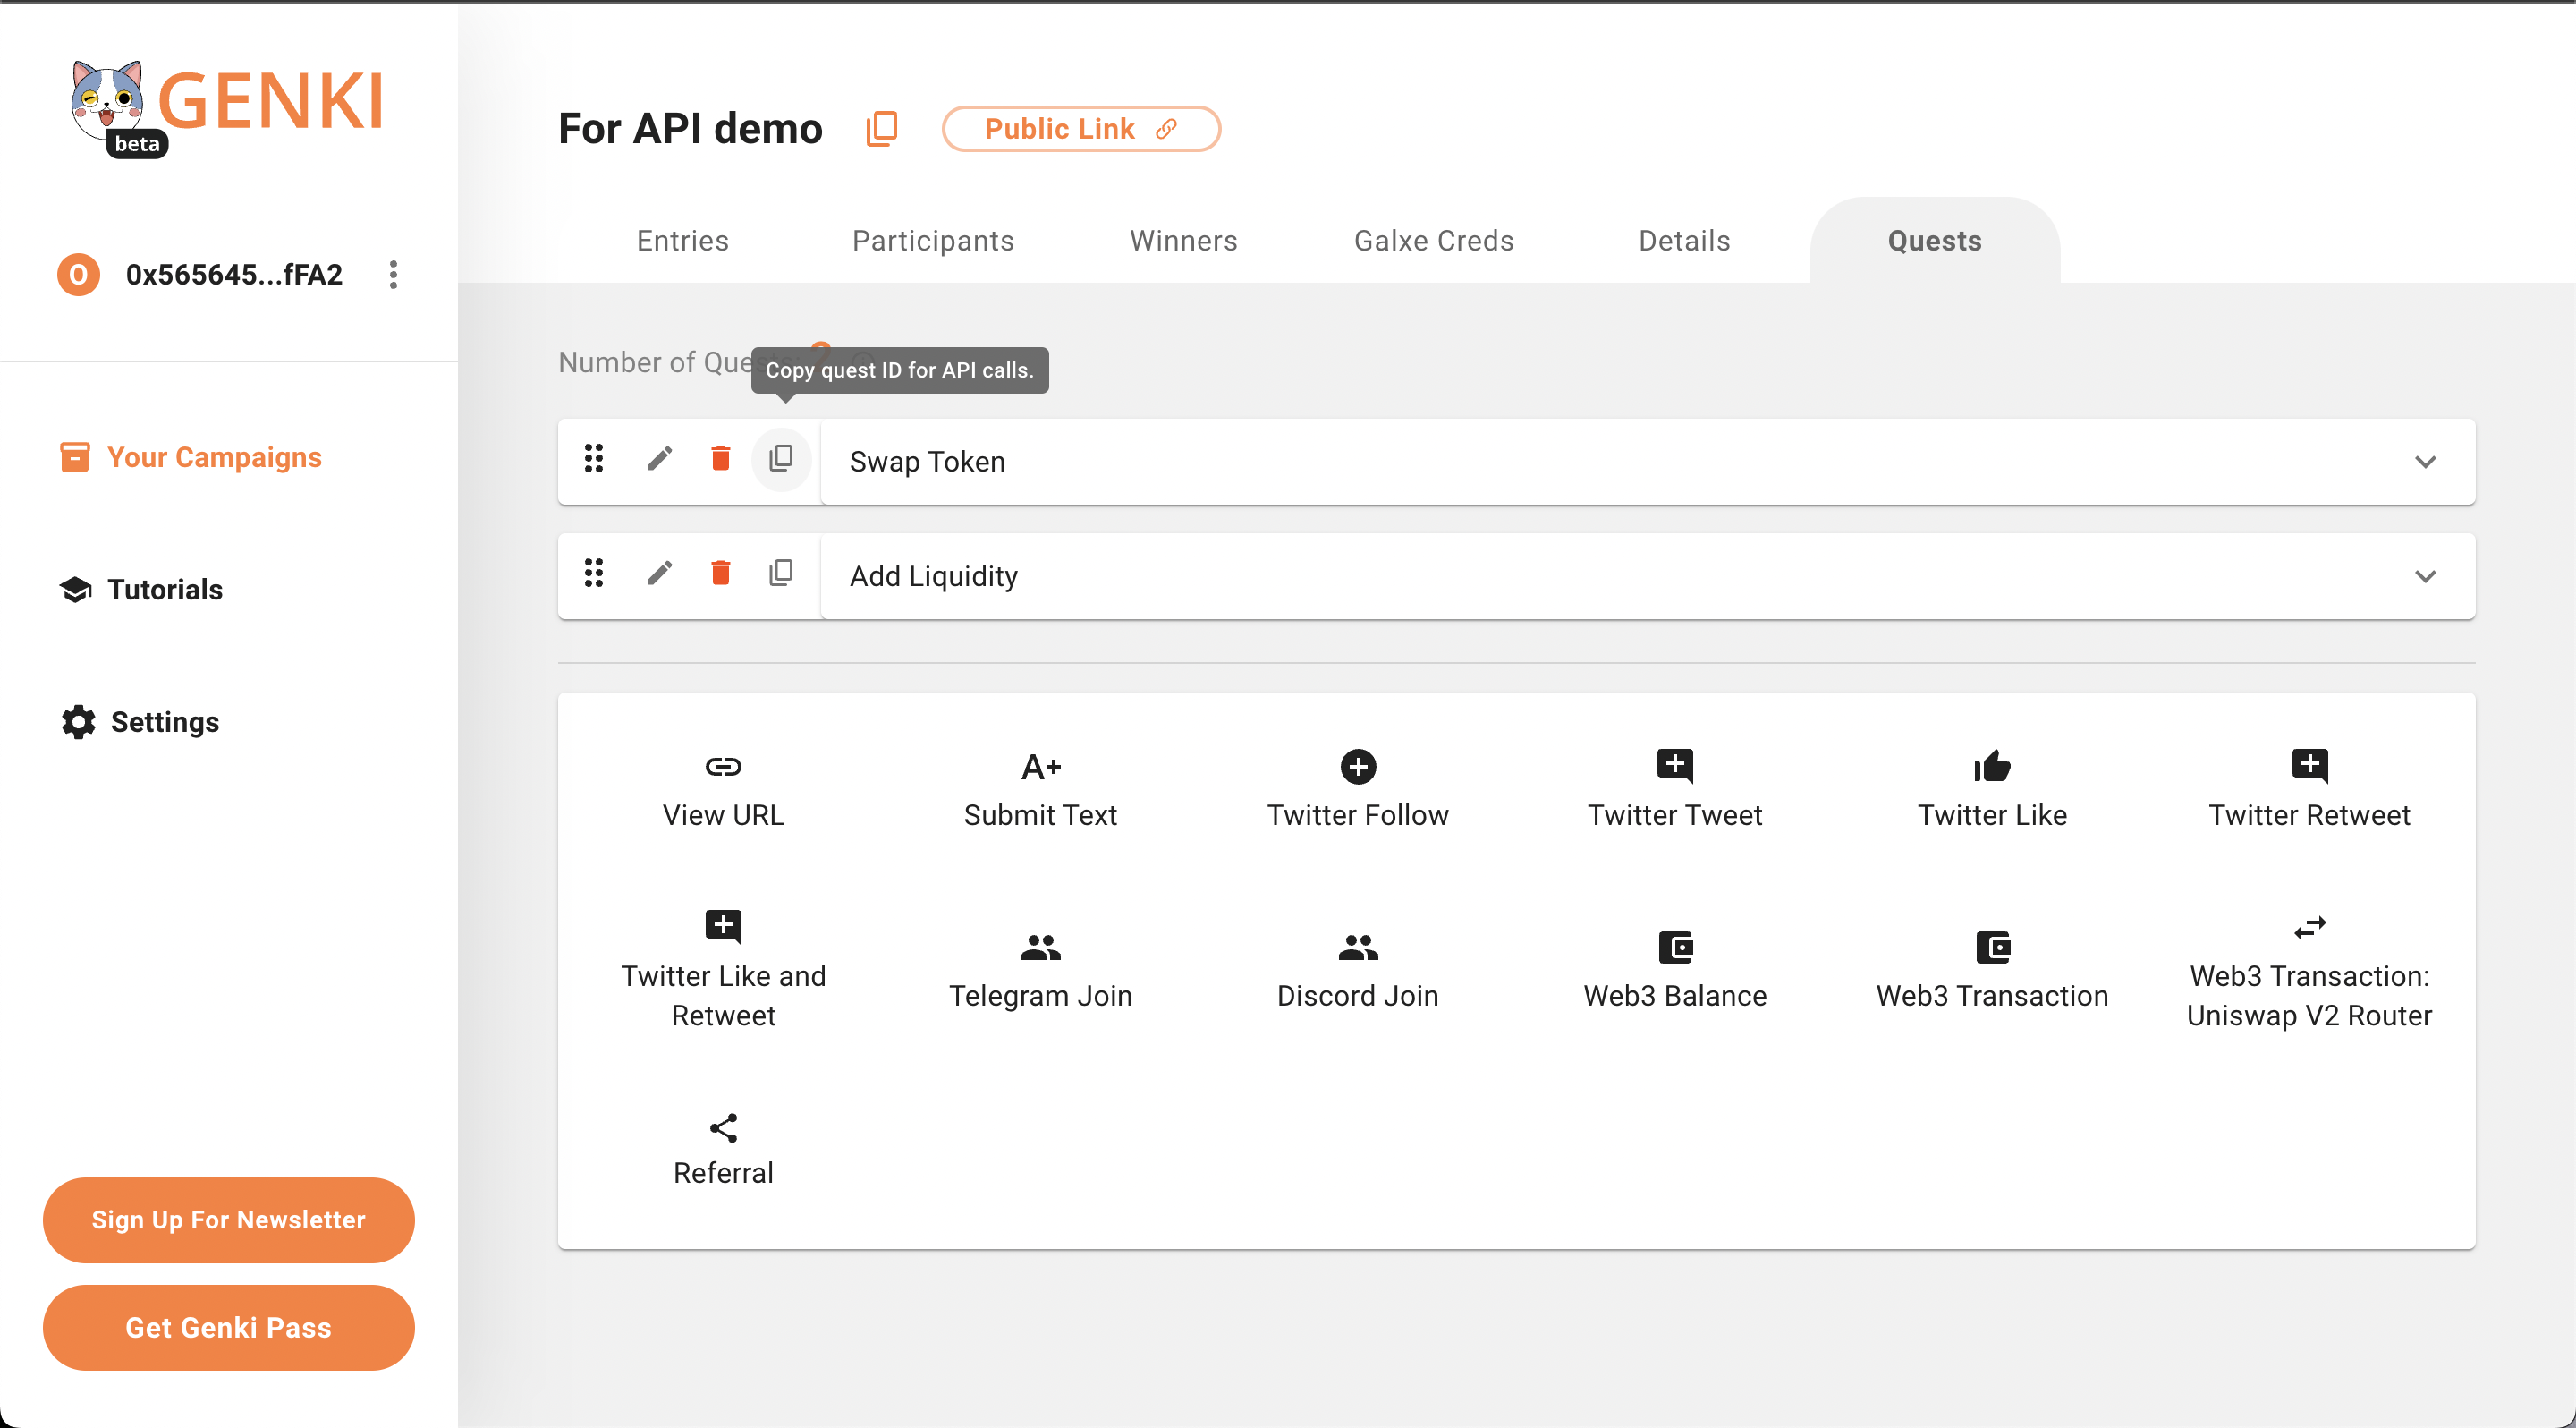 GENKI
beta
0x565645...fFA2
Your Campaigns
Tutorials
Settings
Sign Up For Newsletter
Get Genki Pass
For API demo
Public Link
Entries
Participants
Winners
Galxe Creds
Details
Quests
Number of
Copy quest ID for API calls.
Swap Token
Add Liquidity
View URL
A+
Submit Text
Twitter Follow
Twitter Tweet
Twitter Like
Twitter Retweet
Twitter Like and
Retweet
Telegram Join
Discord Join
Web3 Balance
Web3 Transaction
Web3 Transaction:
Uniswap V2 Router
Referral